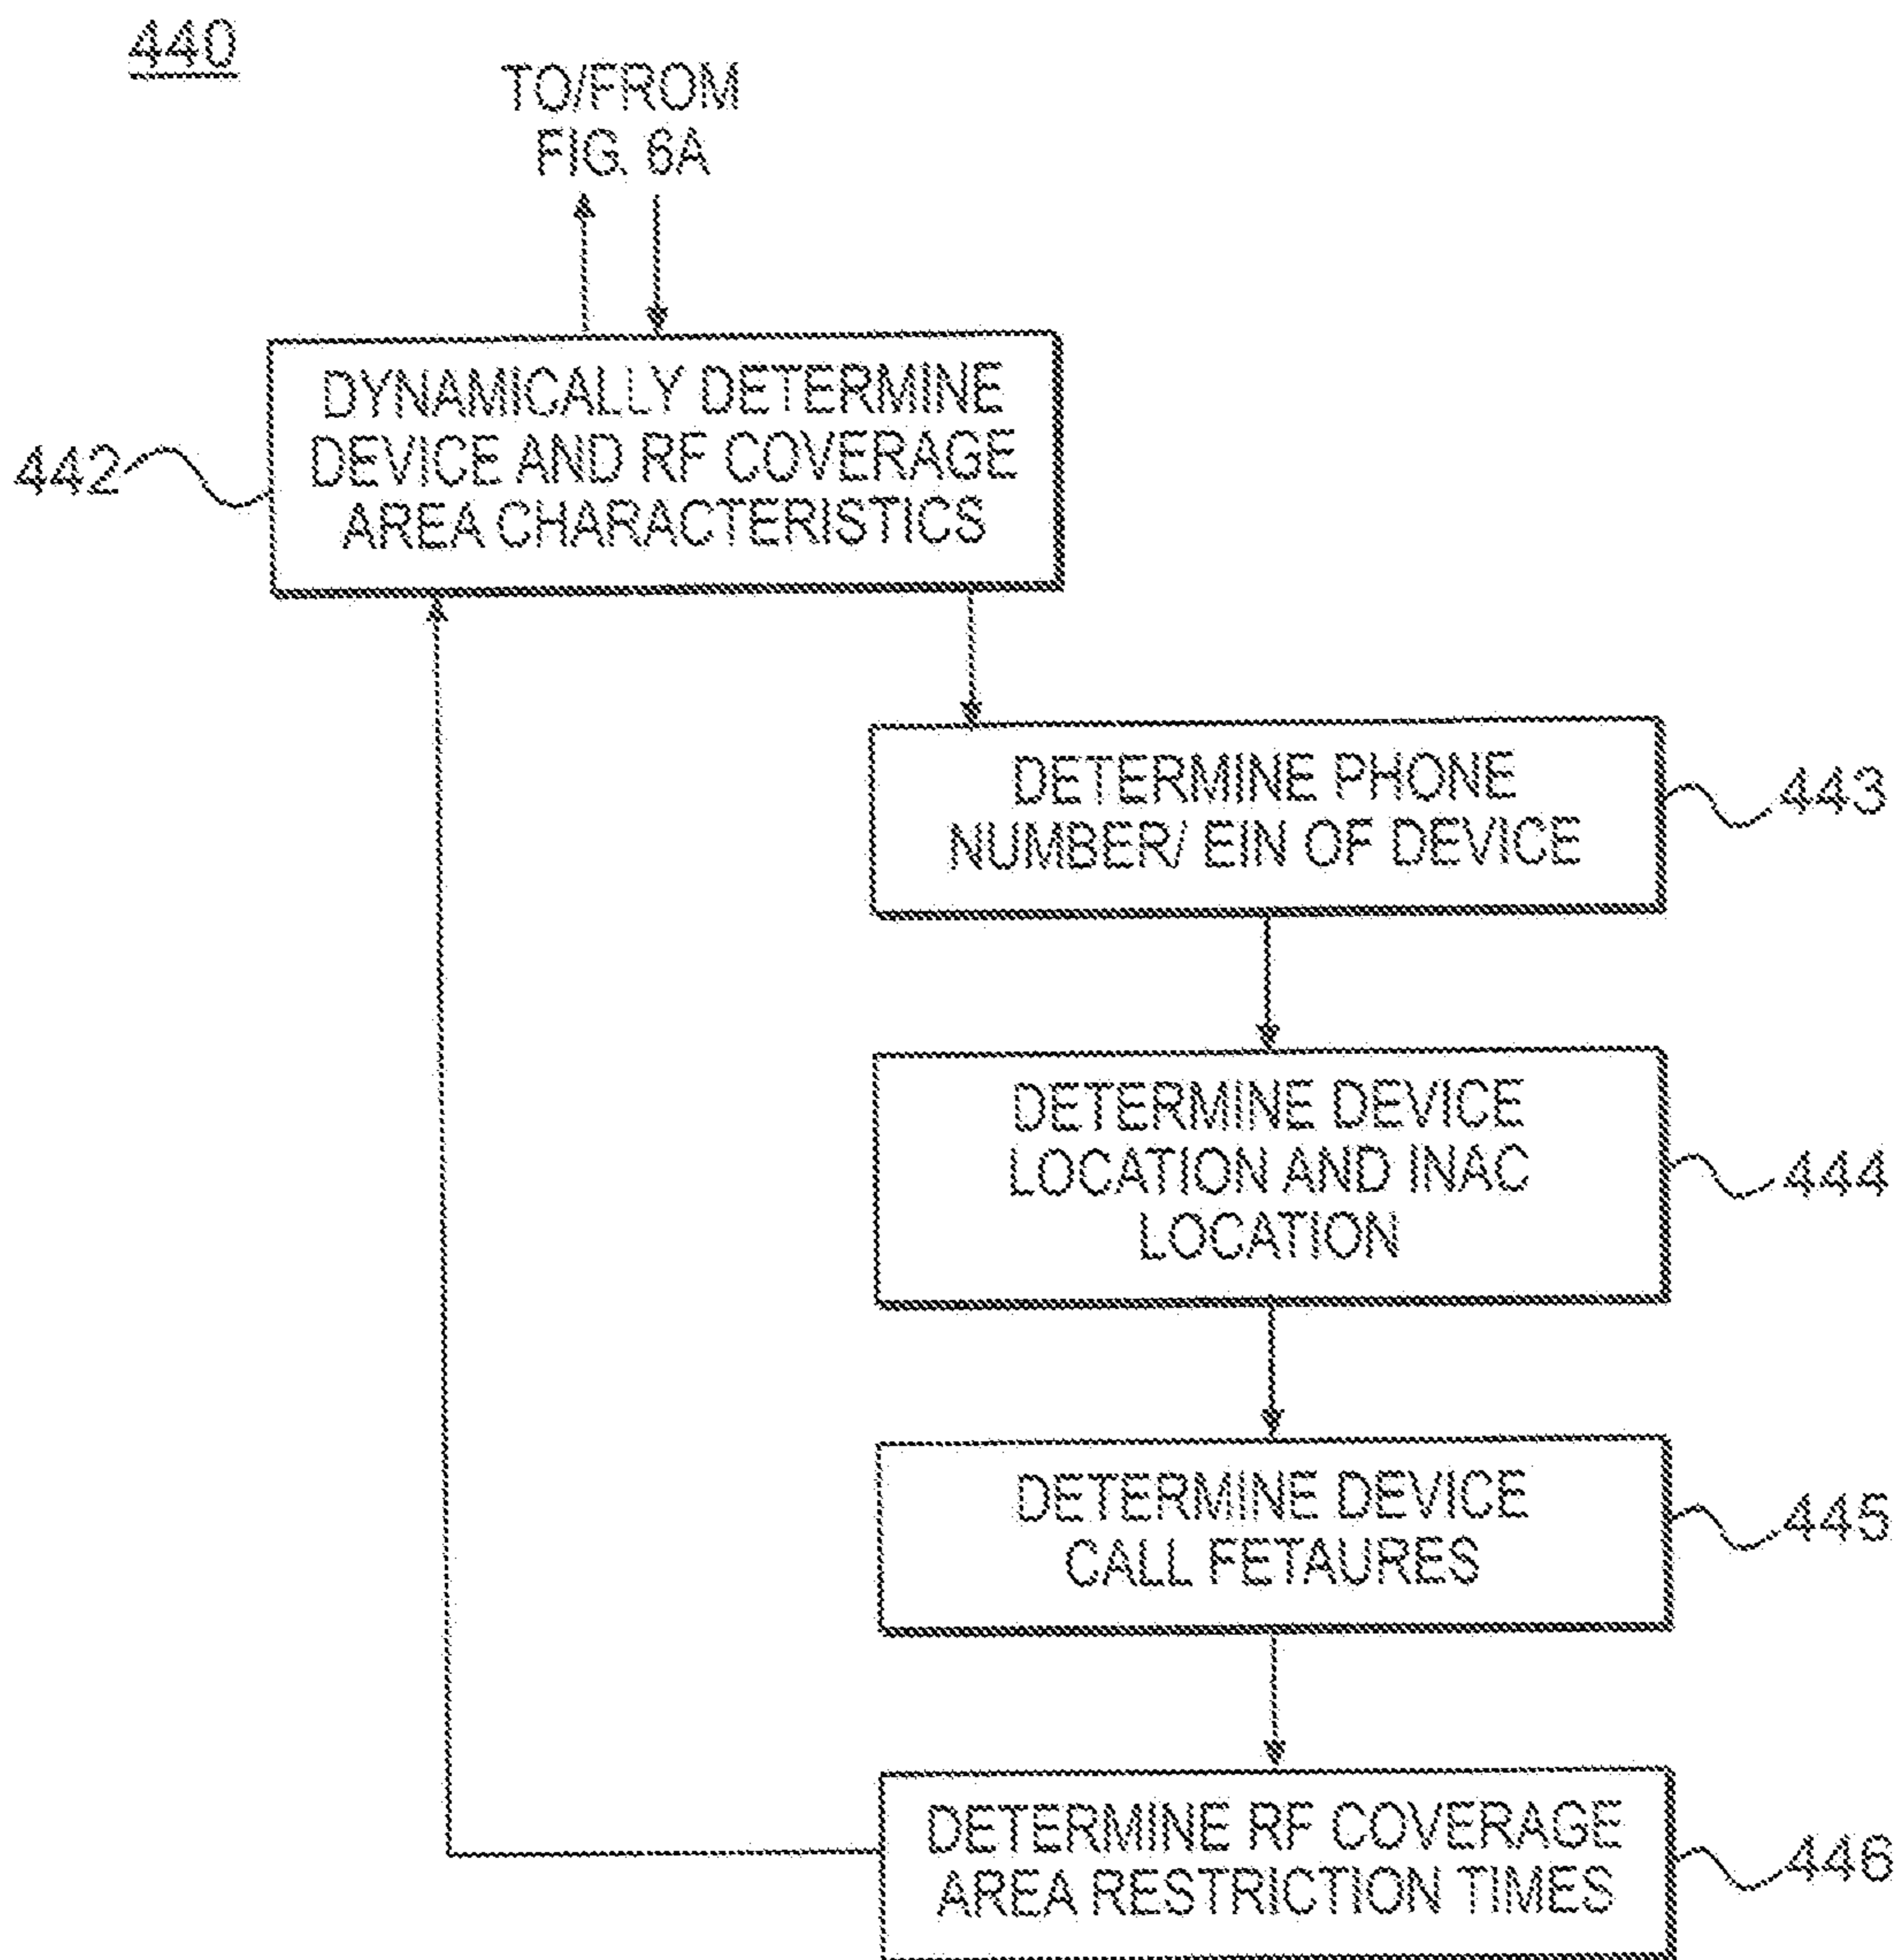 440
TO/FROM
FIG. 6A
DYNAMICALLY DETERMINE
DEVICE AND RF COVERAGE
AREA CHARACTERISTICS
442
DETERMINE PHONE
NUMBER/ EIN OF DEVICE
443
DETERMINE DEVICE
LOCATION AND INAC
LOCATION
444
DETERMINE DEVICE
CALL FETAURES
445
DETERMINE RF COVERAGE
AREA RESTRICTION TIMES
446